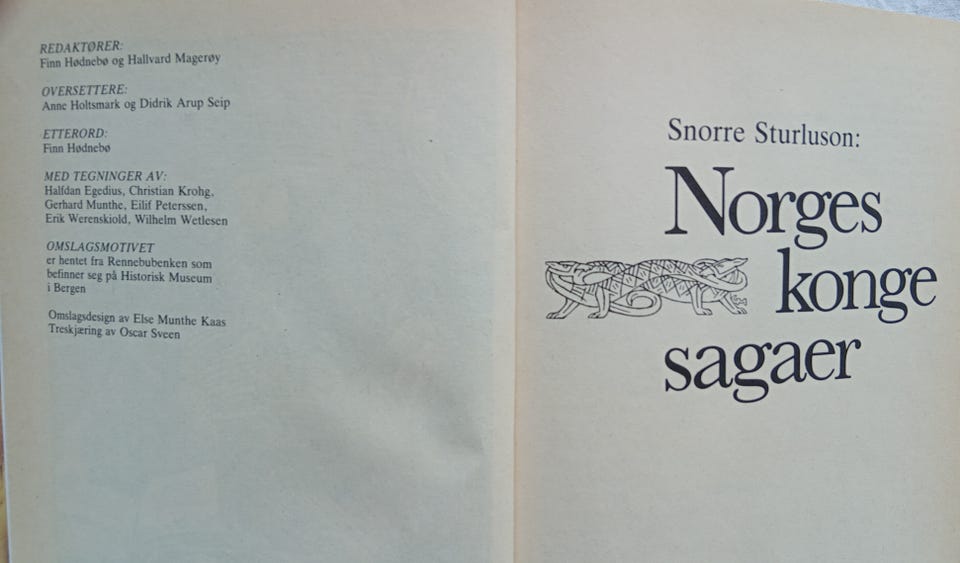 REDAKTØRER:
Finn Hødnebø og Hallvard Magerøy
OVERSETTERE:
Anne Holtsmark og Didrik Arup Seip
ETTERORD:
Finn Hødnebø
MED TEGNINGER AV:
Halfdan Egedius, Christian Krohg,
Gerhard Munthe, Eilif Peterssen,
Erik Werenskiold, Wilhelm Wetlesen
OMSLAGSMOTIVET
er hentet fra Rennebubenken som
befinner seg på Historisk Museum
i Bergen
Omslagsdesign av Else Munthe Kaas
Treskjæring av Oscar Sveen
Snorre Sturluson:
Norges
konge
sagaer